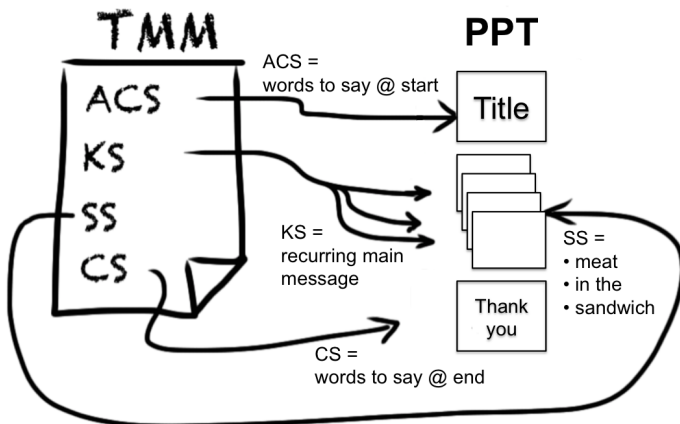 TMM
PPT
ACS =
words to say @ start
ACS
Title
KS
KS =
recurring main
message
SS
SS =
• meat
• in the
• sandwich
CS
Thank
you
CS =
words to say @ end